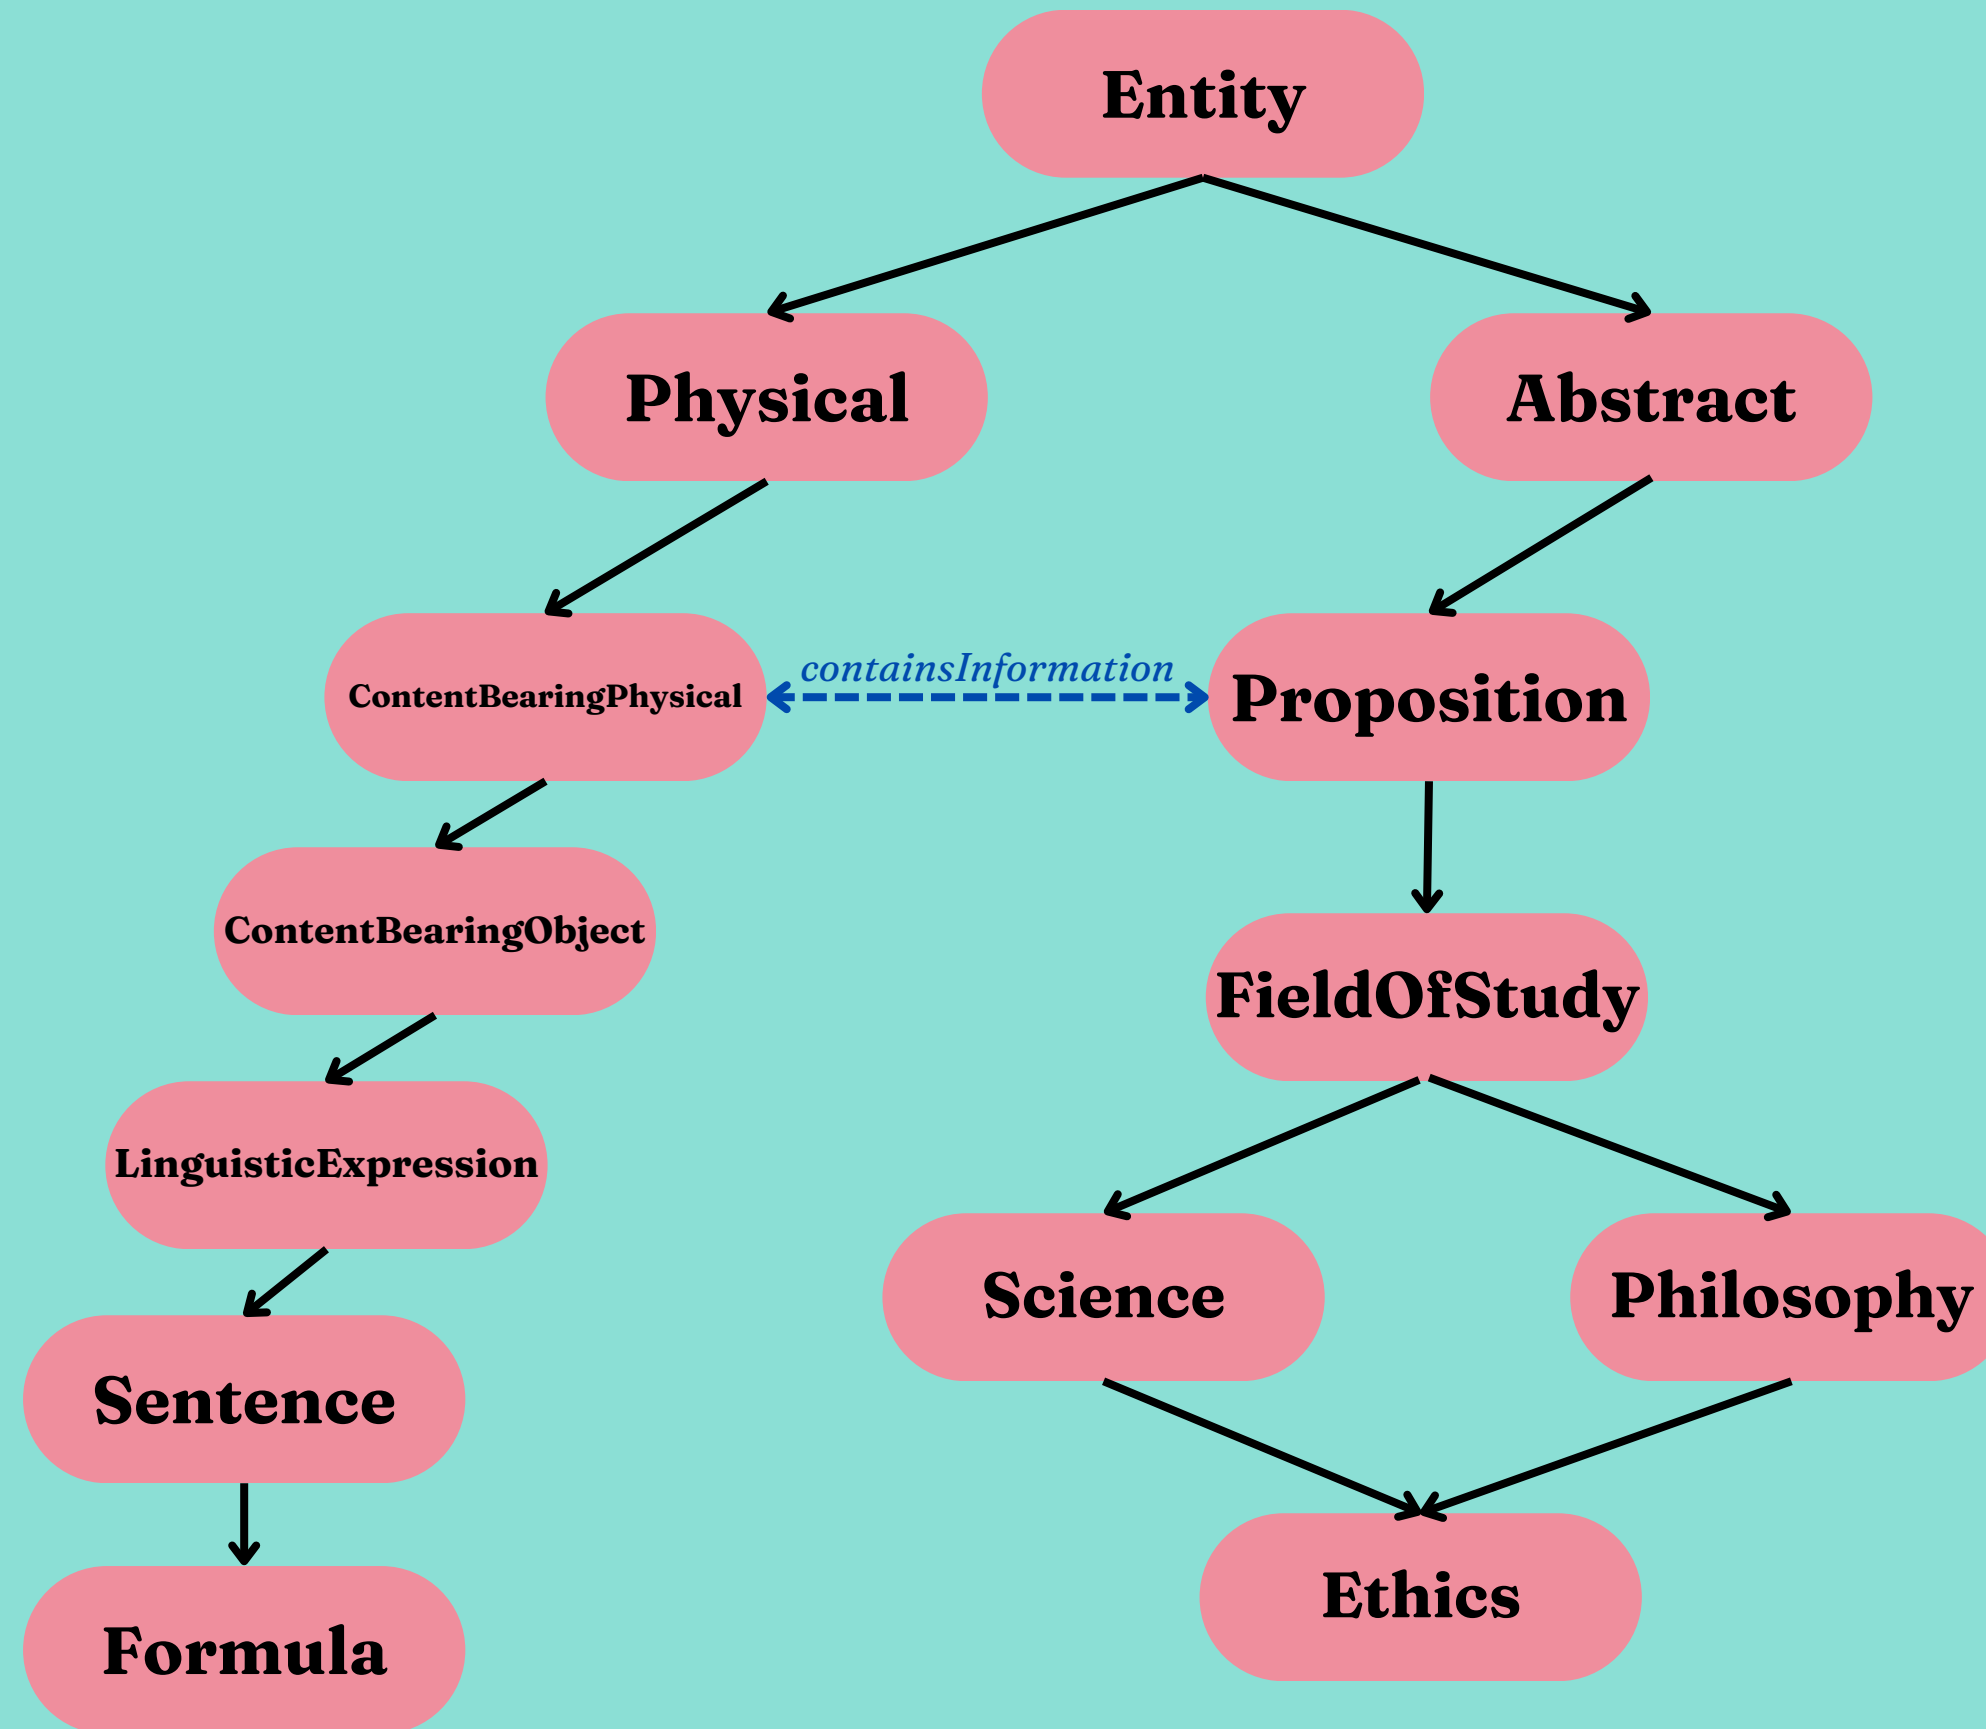 Entity
Physical
Abstract
containsInformation
ContentBearingPhysical
Proposition
ContentBearingObject
FieldOfStudy
LinguisticExpression
Science
Philosophy
Sentence
Ethics
Formula